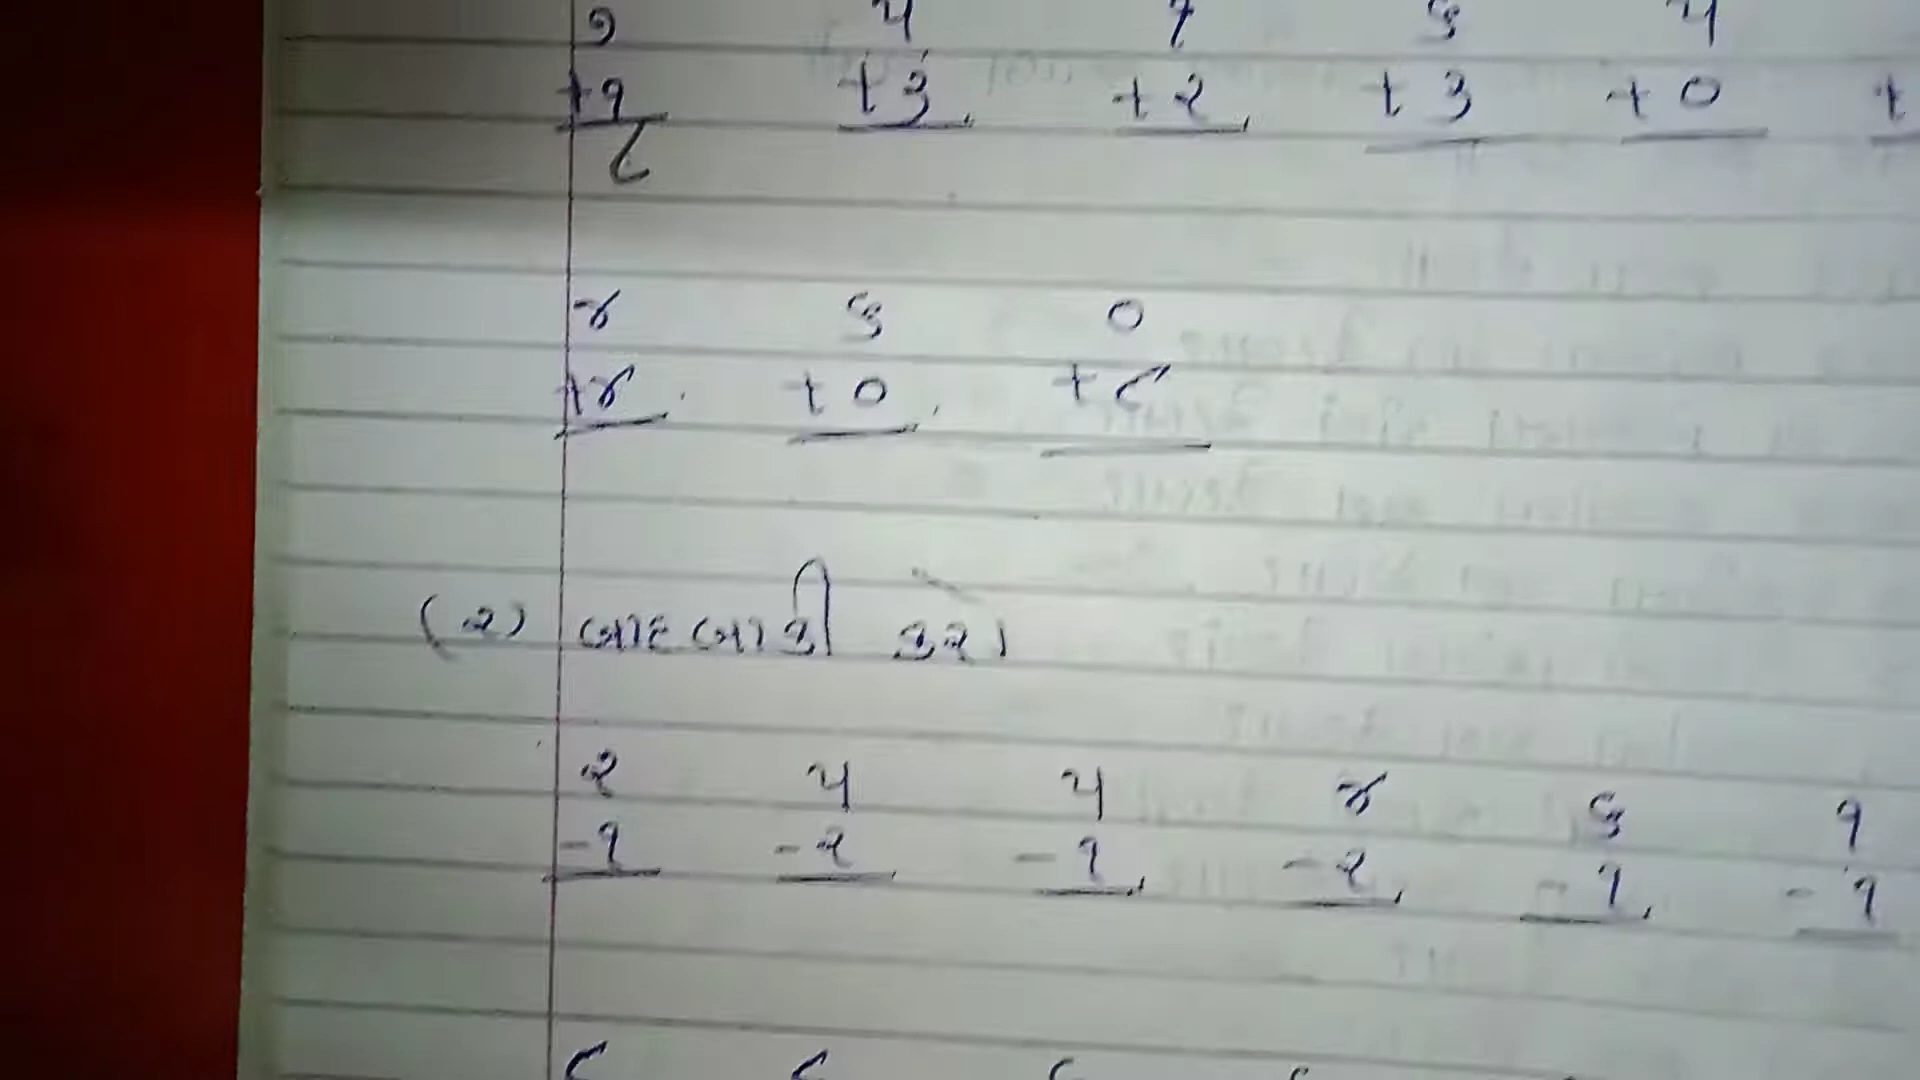 ૭ ૫ ૧ ૬ ૫
+૧ +૩ +૨ +૩ +૦ +
૮
૪ ૬ ૦
+૪ +૦ +૮
(૨) બાદબાકી કરો
૨ ૫ ૫ ૪ ૬ ૧
-૧ -૨ -૧ -૨ -૧ -૧